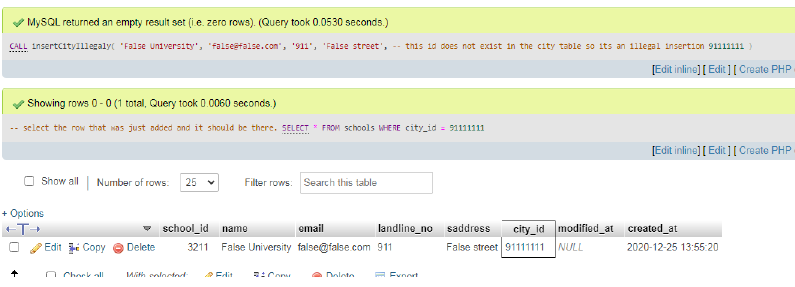 MySQL returned an empty result set (i.e. zero rows). (Query took 0.0530 seconds.)
CALL insertCityIllegaly( 'False University', 'false@false.com', '911', 'False street', -- this id does not exist in the city table so its an illegal insertion 91111111 )
[Edit inline] [ Edit ] [ Create PHP
Showing rows 0 - 0 (1 total, Query took 0.0060 seconds.)
-- select the row that was just added and it should be there. SELECT * FROM schools WHERE city_id = 91111111
[Edit inline] [ Edit ] [ Create PHP
Show all | Number of rows: 25 Filter rows: Search this table
+ Options
←T→ school_id name email landline_no saddress city_id modified_at created_at
Edit Copy Delete 3211 False University false@false.com 911 False street 91111111 NULL 2020-12-25 13:55:20
Check all With selected: Edit Copy Delete Export